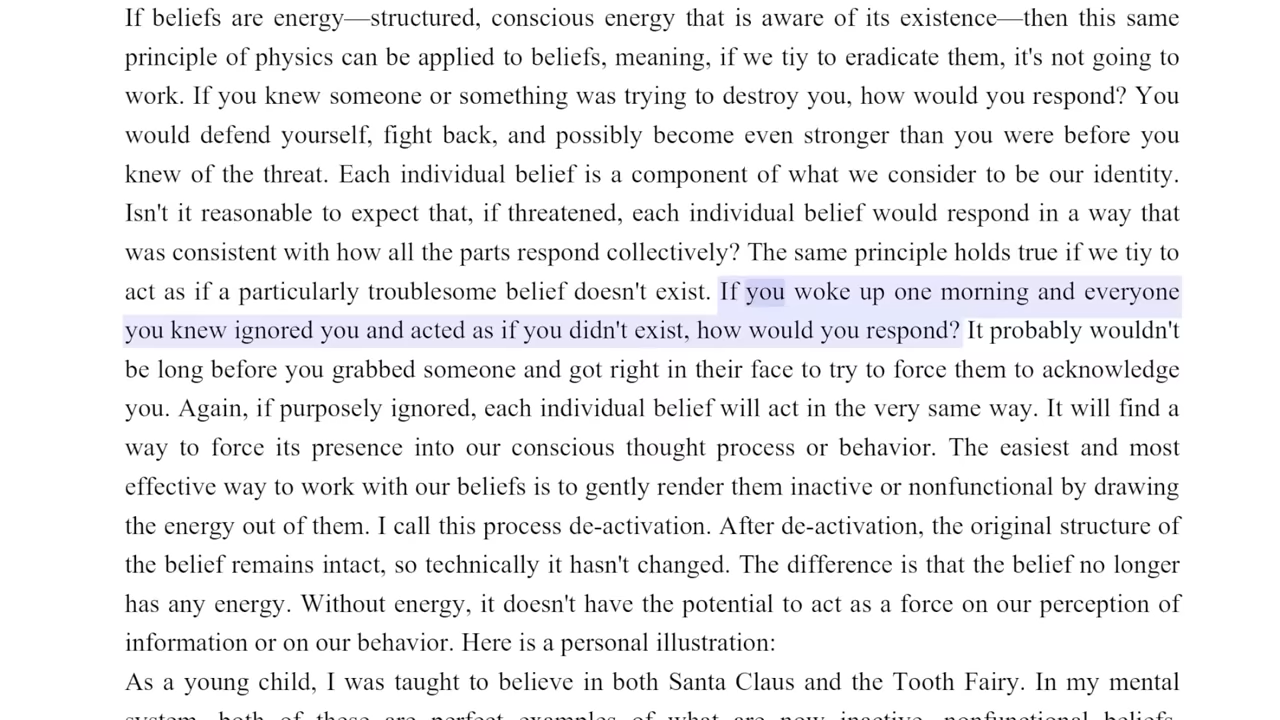 If beliefs are energy—structured, conscious energy that is aware of its existence—then this same
principle of physics can be applied to beliefs, meaning, if we tiy to eradicate them, it's not going to
work. If you knew someone or something was trying to destroy you, how would you respond? You
would defend yourself, fight back, and possibly become even stronger than you were before you
knew of the threat. Each individual belief is a component of what we consider to be our identity.
Isn't it reasonable to expect that, if threatened, each individual belief would respond in a way that
was consistent with how all the parts respond collectively? The same principle holds true if we tiy to
act as if a particularly troublesome belief doesn't exist. If you woke up one morning and everyone
you knew ignored you and acted as if you didn't exist, how would you respond? It probably wouldn't
be long before you grabbed someone and got right in their face to try to force them to acknowledge
you. Again, if purposely ignored, each individual belief will act in the very same way. It will find a
way to force its presence into our conscious thought process or behavior. The easiest and most
effective way to work with our beliefs is to gently render them inactive or nonfunctional by drawing
the energy out of them. I call this process de-activation. After de-activation, the original structure of
the belief remains intact, so technically it hasn't changed. The difference is that the belief no longer
has any energy. Without energy, it doesn't have the potential to act as a force on our perception of
information or on our behavior. Here is a personal illustration:
As a young child, I was taught to believe in both Santa Claus and the Tooth Fairy. In my mental
system, both of these are perfect examples of what are now inactive, nonfunctional beliefs.